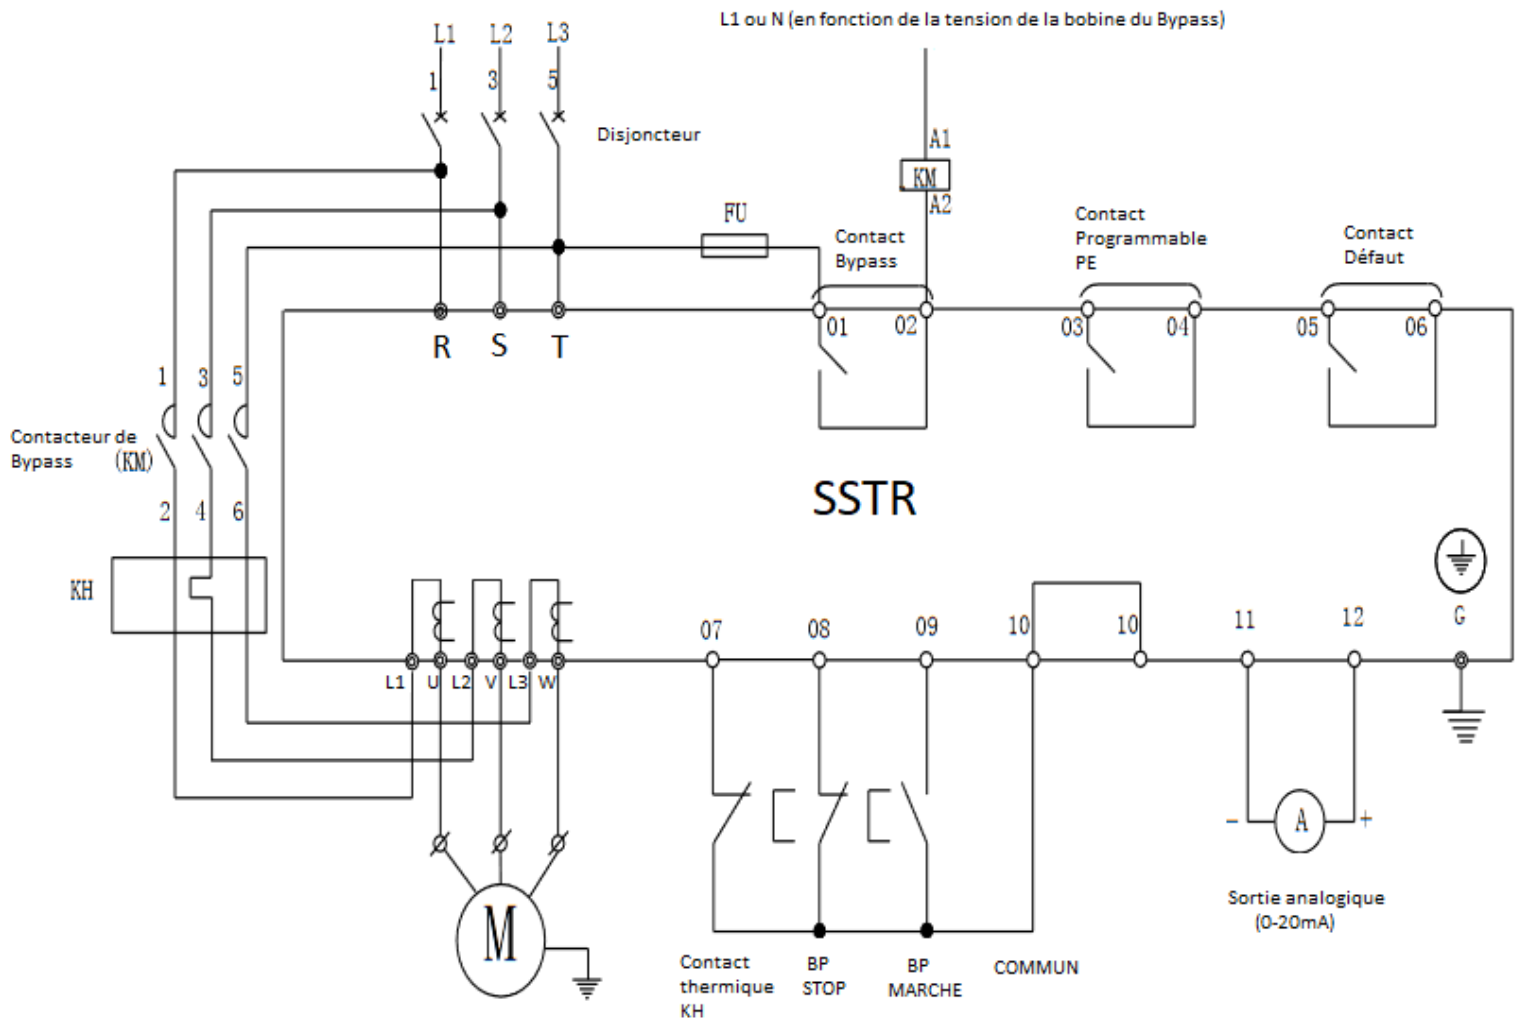 L1 ou N (en fonction de la tension de la bobine du Bypass)
L1 L2 L3
1 3 5
Disjoncteur
A1
KM
A2
FU
Contact
Bypass
Contact
Programmable
PE
Contact
Défaut
01 02 03 04 05 06
R S T
1 3 5
Contacteur de
Bypass (KM)
2 4 6
SSTR
KH
07 08 09 10 10 11 12 G
L1 U L2 V L3 W
- A +
M
Sortie analogique
(0-20mA)
Contact
thermique
KH
BP
STOP
BP
MARCHE
COMMUN